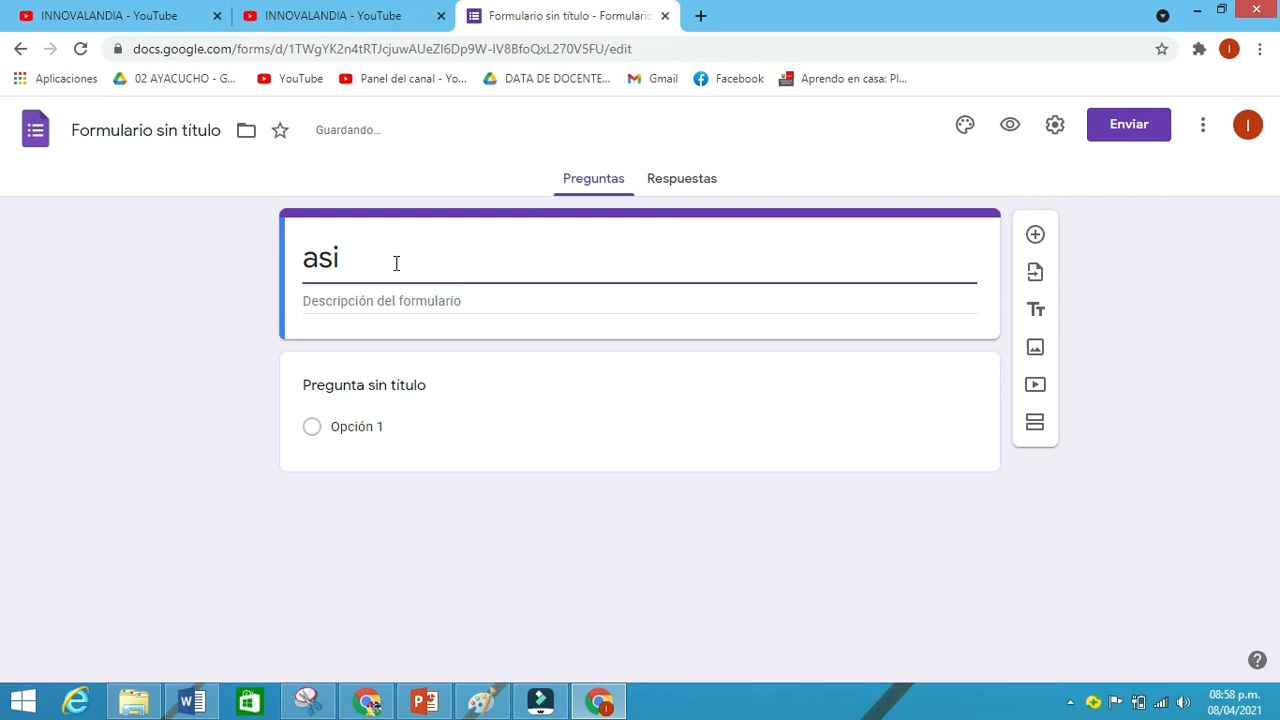 INNOVALANDIA - YouTube
INNOVALANDIA - YouTube
Formulario sin título - Formulario
docs.google.com/forms/d/1TWgYK2n4tRTJcjuwAUeZl6Dp9W-IV8BfoQxL270V5FU/edit
I
Aplicaciones
02 AYACUCHO - G...
YouTube
Panel del canal - Yo...
DATA DE DOCENTE...
Gmail
Facebook
Aprendo en casa: Pl...
Formulario sin título
Guardando...
Enviar
I
Preguntas
Respuestas
asi
Descripción del formulario
Pregunta sin título
Opción 1
08:58 p.m.
08/04/2021